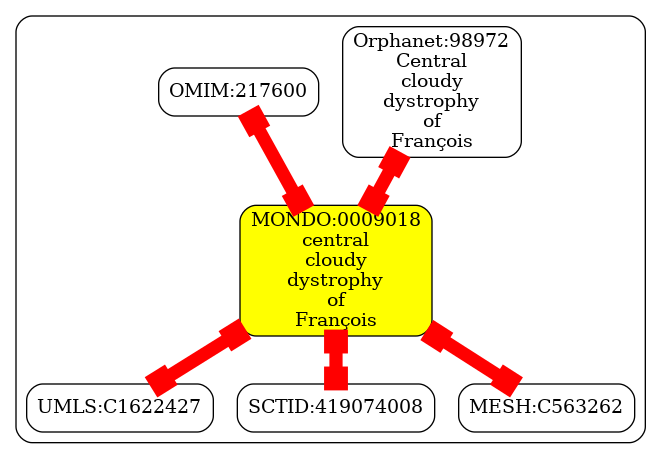 OMIM:217600
Orphanet:98972
Central
cloudy
dystrophy
of
François
MONDO:0009018
central
cloudy
dystrophy
of
François
UMLS:C1622427
SCTID:419074008
MESH:C563262